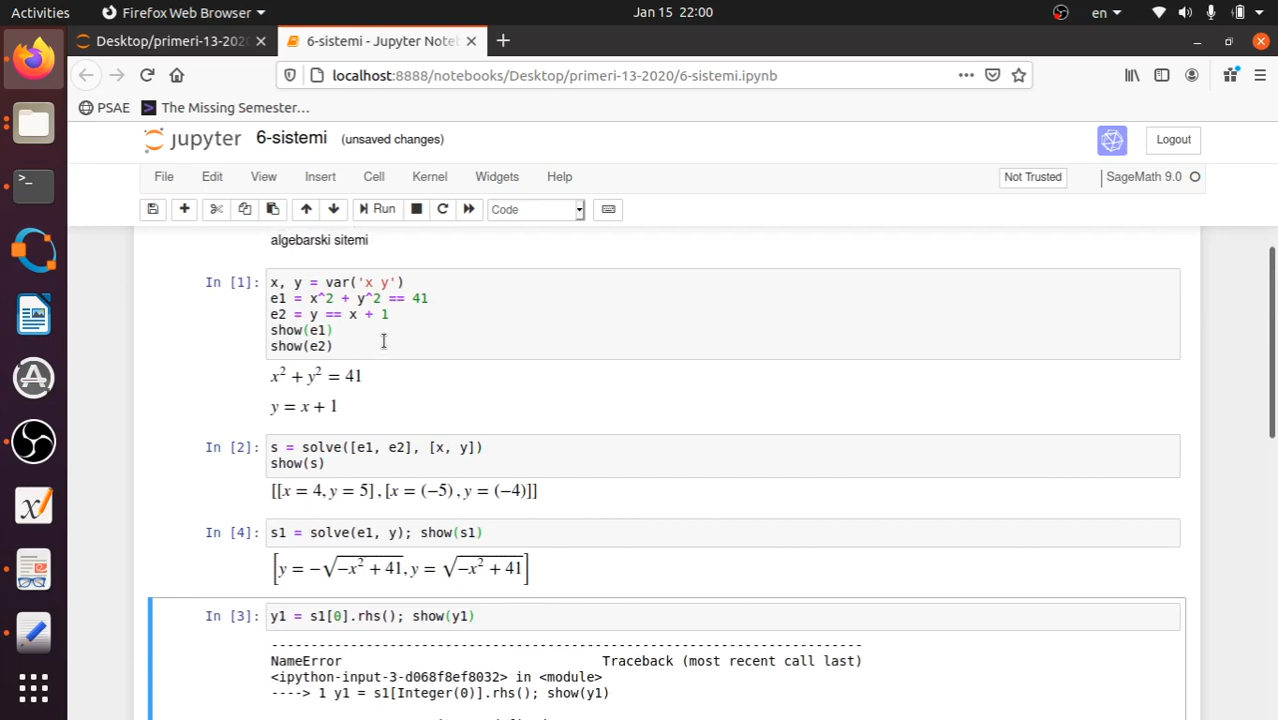 Activities Firefox Web Browser Jan 15 22:00 en
Desktop/primeri-13-202 6-sistemi - Jupyter Noteb
localhost:8888/notebooks/Desktop/primeri-13-2020/6-sistemi.ipynb
PSAE The Missing Semester…
jupyter 6-sistemi (unsaved changes) Logout
File Edit View Insert Cell Kernel Widgets Help Not Trusted SageMath 9.0
Run Code
algebarski sitemi
In [1]: x, y = var('x y')
e1 = x^2 + y^2 == 41
e2 = y == x + 1
show(e1)
show(e2)
x² + y² = 41
y = x + 1
In [2]: s = solve([e1, e2], [x, y])
show(s)
[[x = 4, y = 5] , [x = (−5) , y = (−4)]]
In [4]: s1 = solve(e1, y); show(s1)
[y = −√−x² + 41, y = √−x² + 41]
In [3]: y1 = s1[0].rhs(); show(y1)
---------------------------------------------------------------------------
NameError Traceback (most recent call last)
<ipython-input-3-d068f8ef8032> in <module>
----> 1 y1 = s1[Integer(0)].rhs(); show(y1)